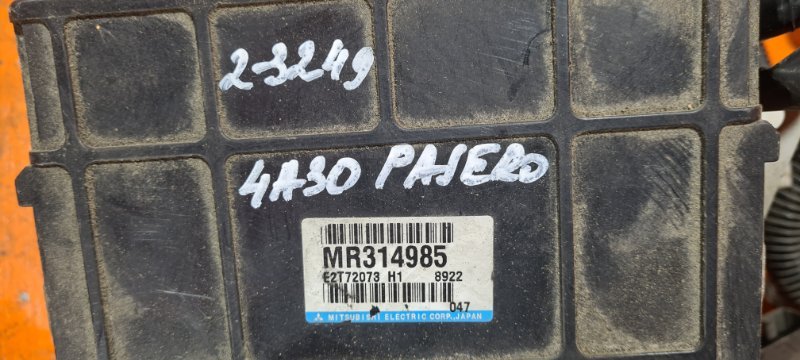 2-3249
4A30 PAJERO
MR314985
E2T72073 H1 8922
047
MITSUBISHI ELECTRIC CORP.,JAPAN